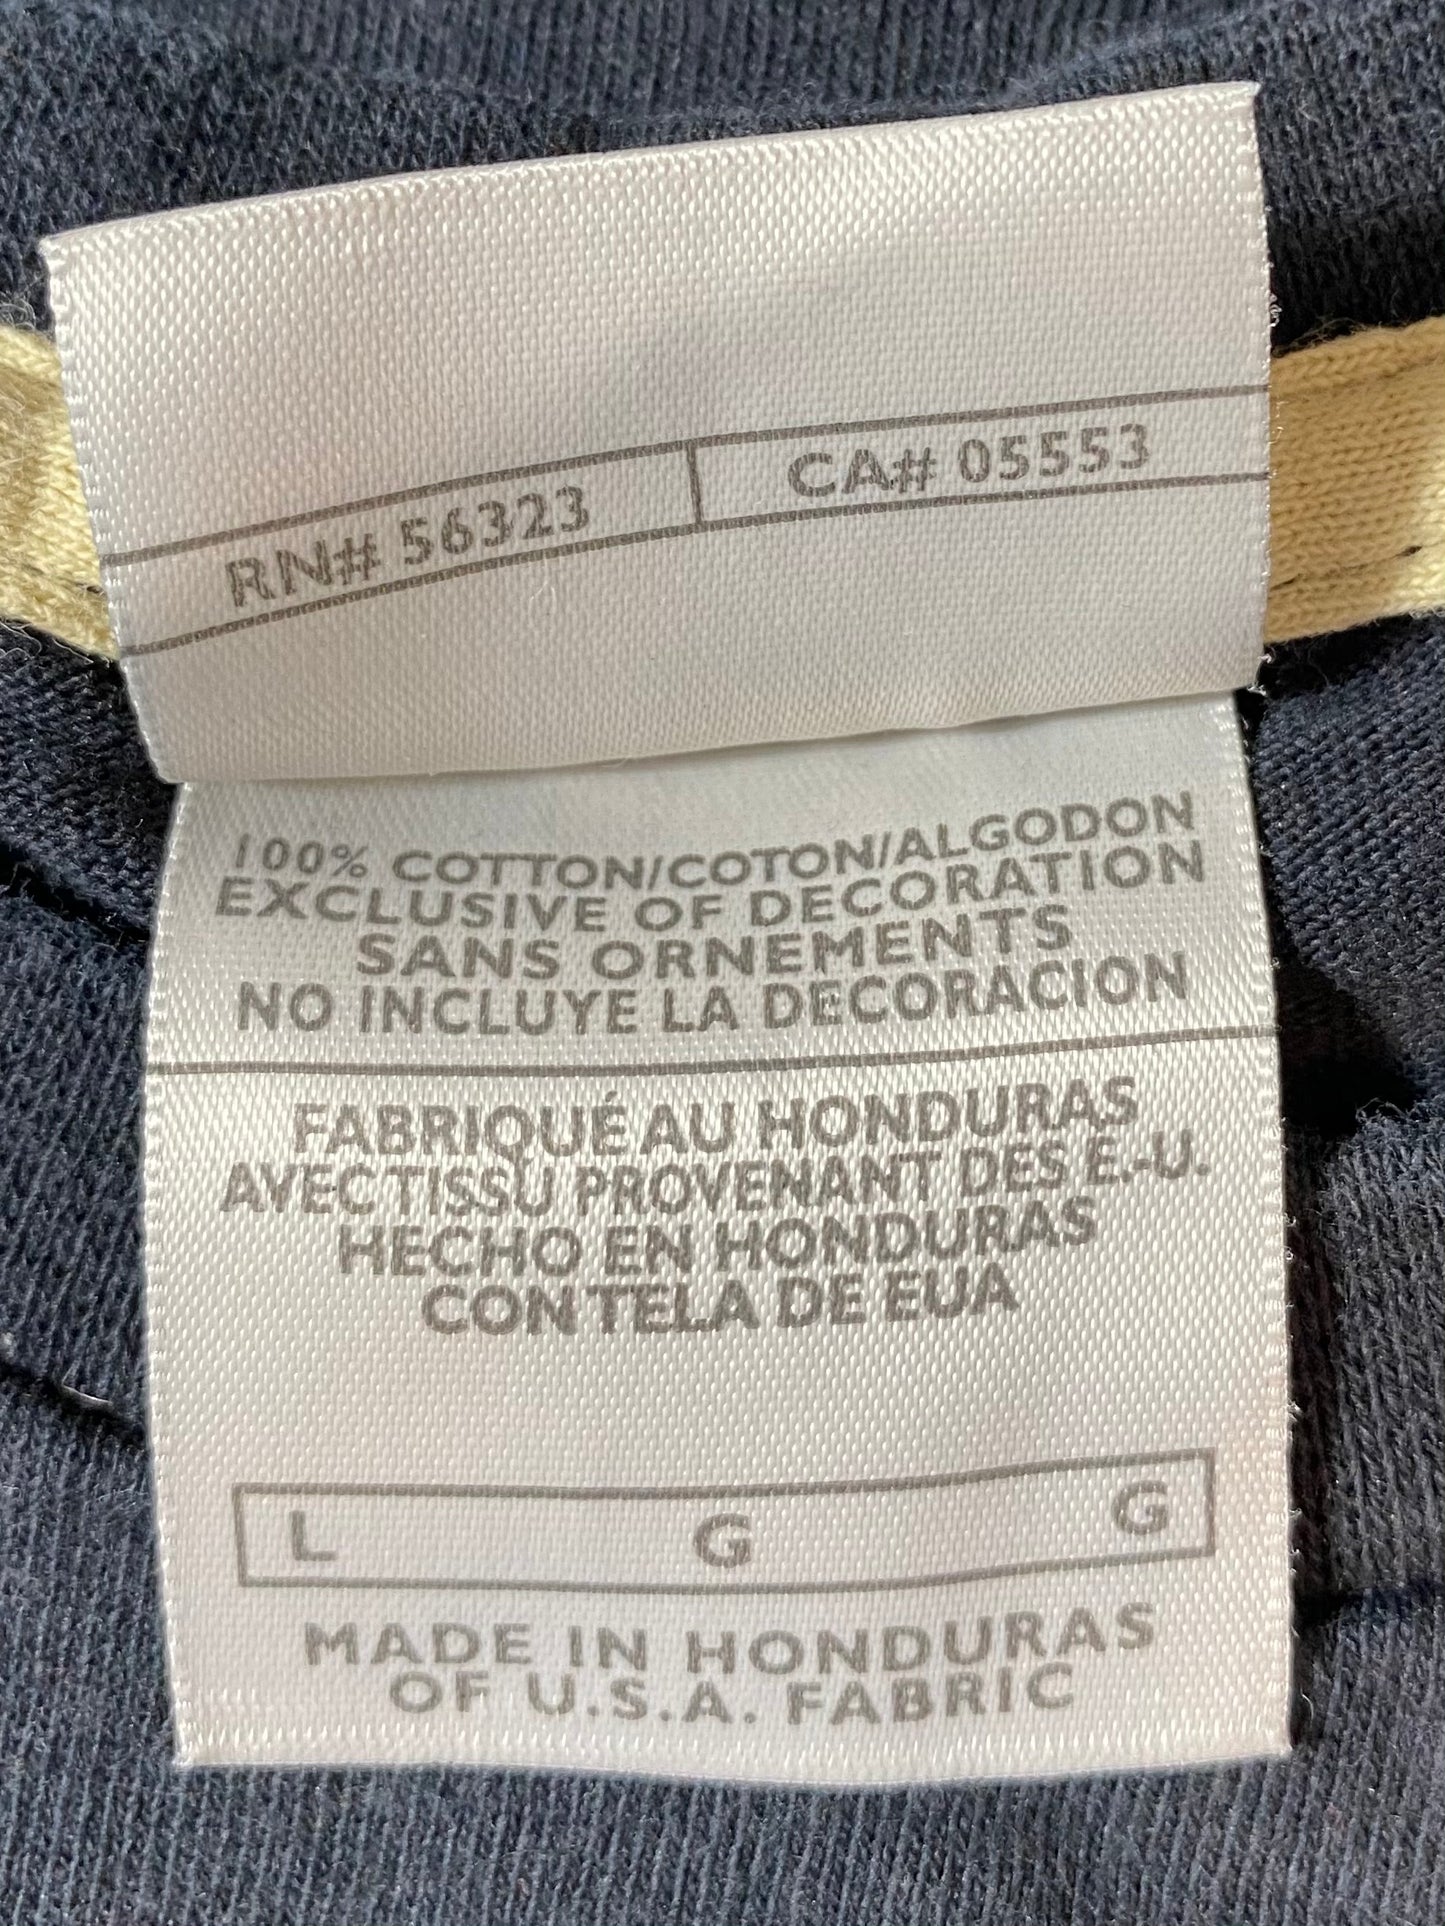 RN# 56323 CA# 05553
100% COTTON/COTON/ALGODON
EXCLUSIVE OF DECORATION
SANS ORNEMENTS
NO INCLUYE LA DECORACION
FABRIQUÉ AU HONDURAS
AVEC TISSU PROVENANT DES É.-U.
HECHO EN HONDURAS
CON TELA DE EUA
L G G
MADE IN HONDURAS
OF U.S.A. FABRIC